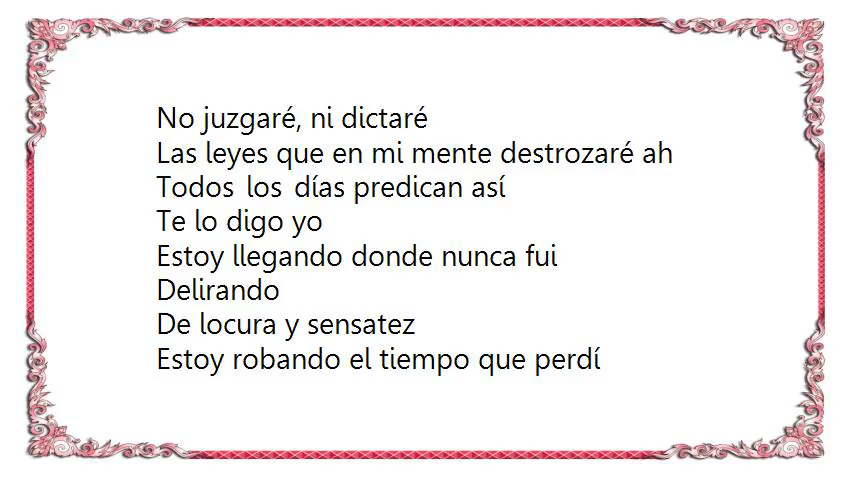 No juzgaré, ni dictaré
Las leyes que en mi mente destrozaré ah
Todos los días predican así
Te lo digo yo
Estoy llegando donde nunca fui
Delirando
De locura y sensatez
Estoy robando el tiempo que perdí